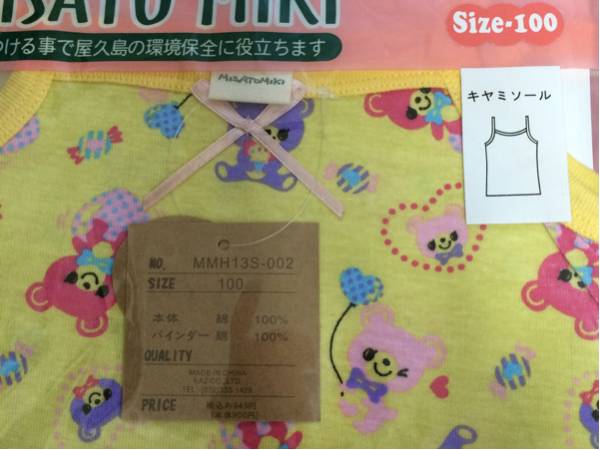 ISATO MIKI
Size-100
つける事で屋久島の環境保全に役立ちます
MiSATOMiKi
キャミソール
NO. MMH13S-002
SIZE 100
本体 綿 100%
バインダー 綿 100%
QUALITY
MADE IN CHINA
PRICE